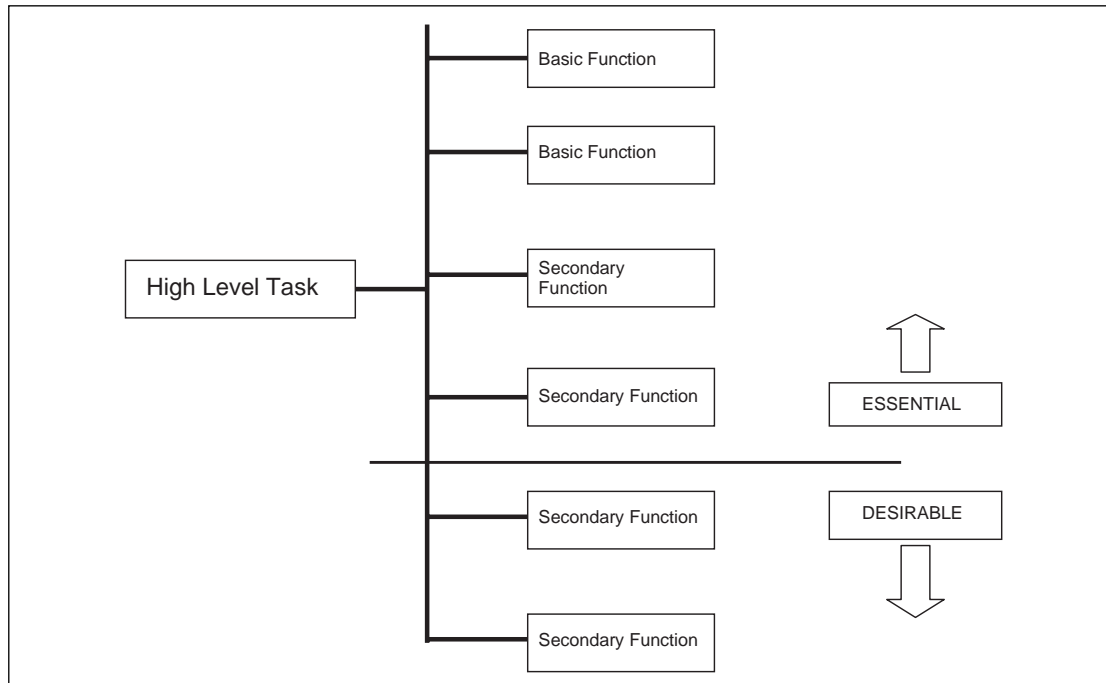 Basic Function
Basic Function
High Level Task
Secondary
Function
Secondary Function
ESSENTIAL
Secondary Function
DESIRABLE
Secondary Function